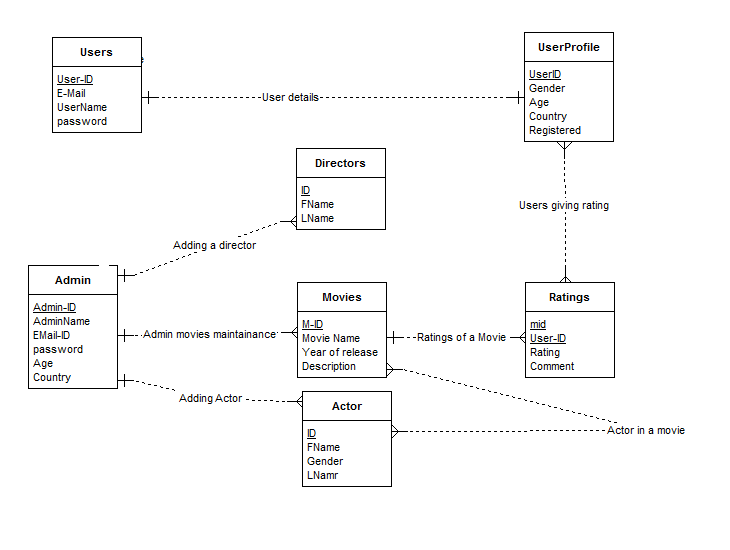 Users
User-ID
E-Mail
UserName
password
User details
UserProfile
UserID
Gender
Age
Country
Registered
Directors
ID
FName
LName
Users giving rating
Adding a director
Admin
Admin-ID
AdminName
EMail-ID
password
Age
Country
Admin movies maintainance
Movies
M-ID
Movie Name
Year of release
Description
Ratings of a Movie
Ratings
mid
User-ID
Rating
Comment
Adding Actor
Actor
ID
FName
Gender
LNamr
Actor in a movie